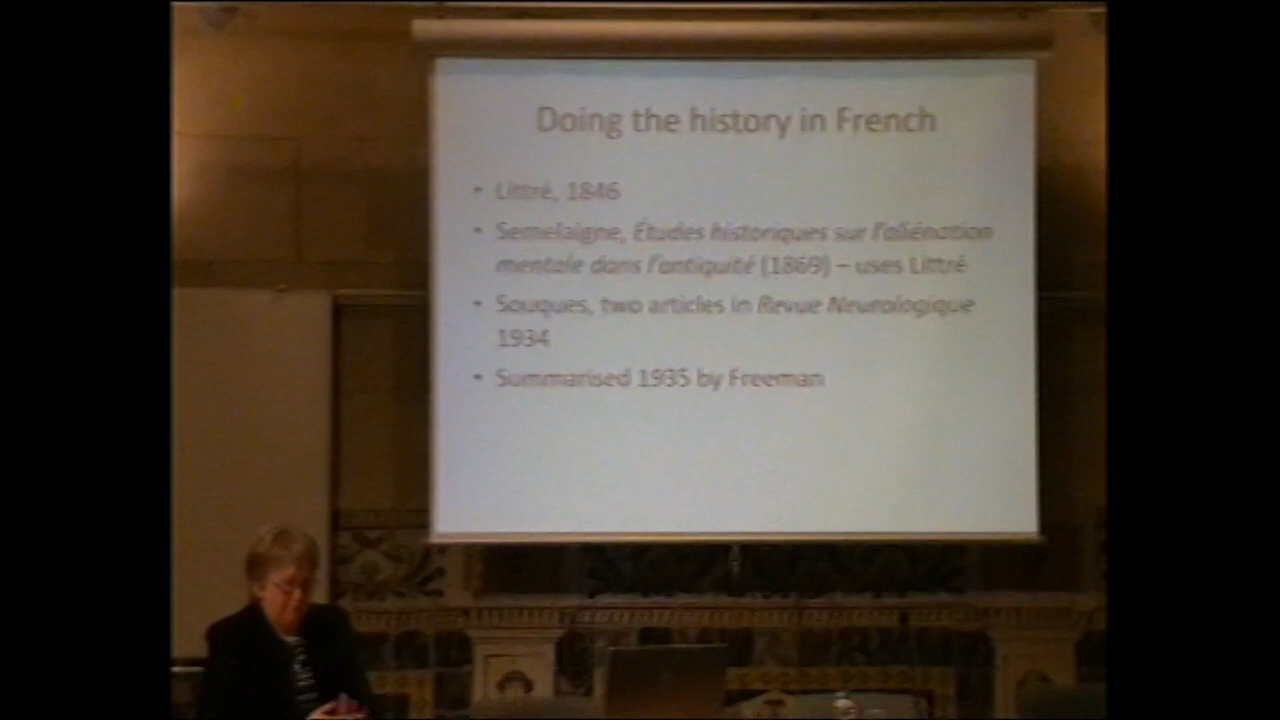 Doing the history in French
• Littré, 1846
• Semelaigne, Études historiques sur l'aliénation
mentale dans l'antiquité (1869) – uses Littré
• Souques, two articles in Revue Neurologique
1934
• Summarised 1935 by Freeman